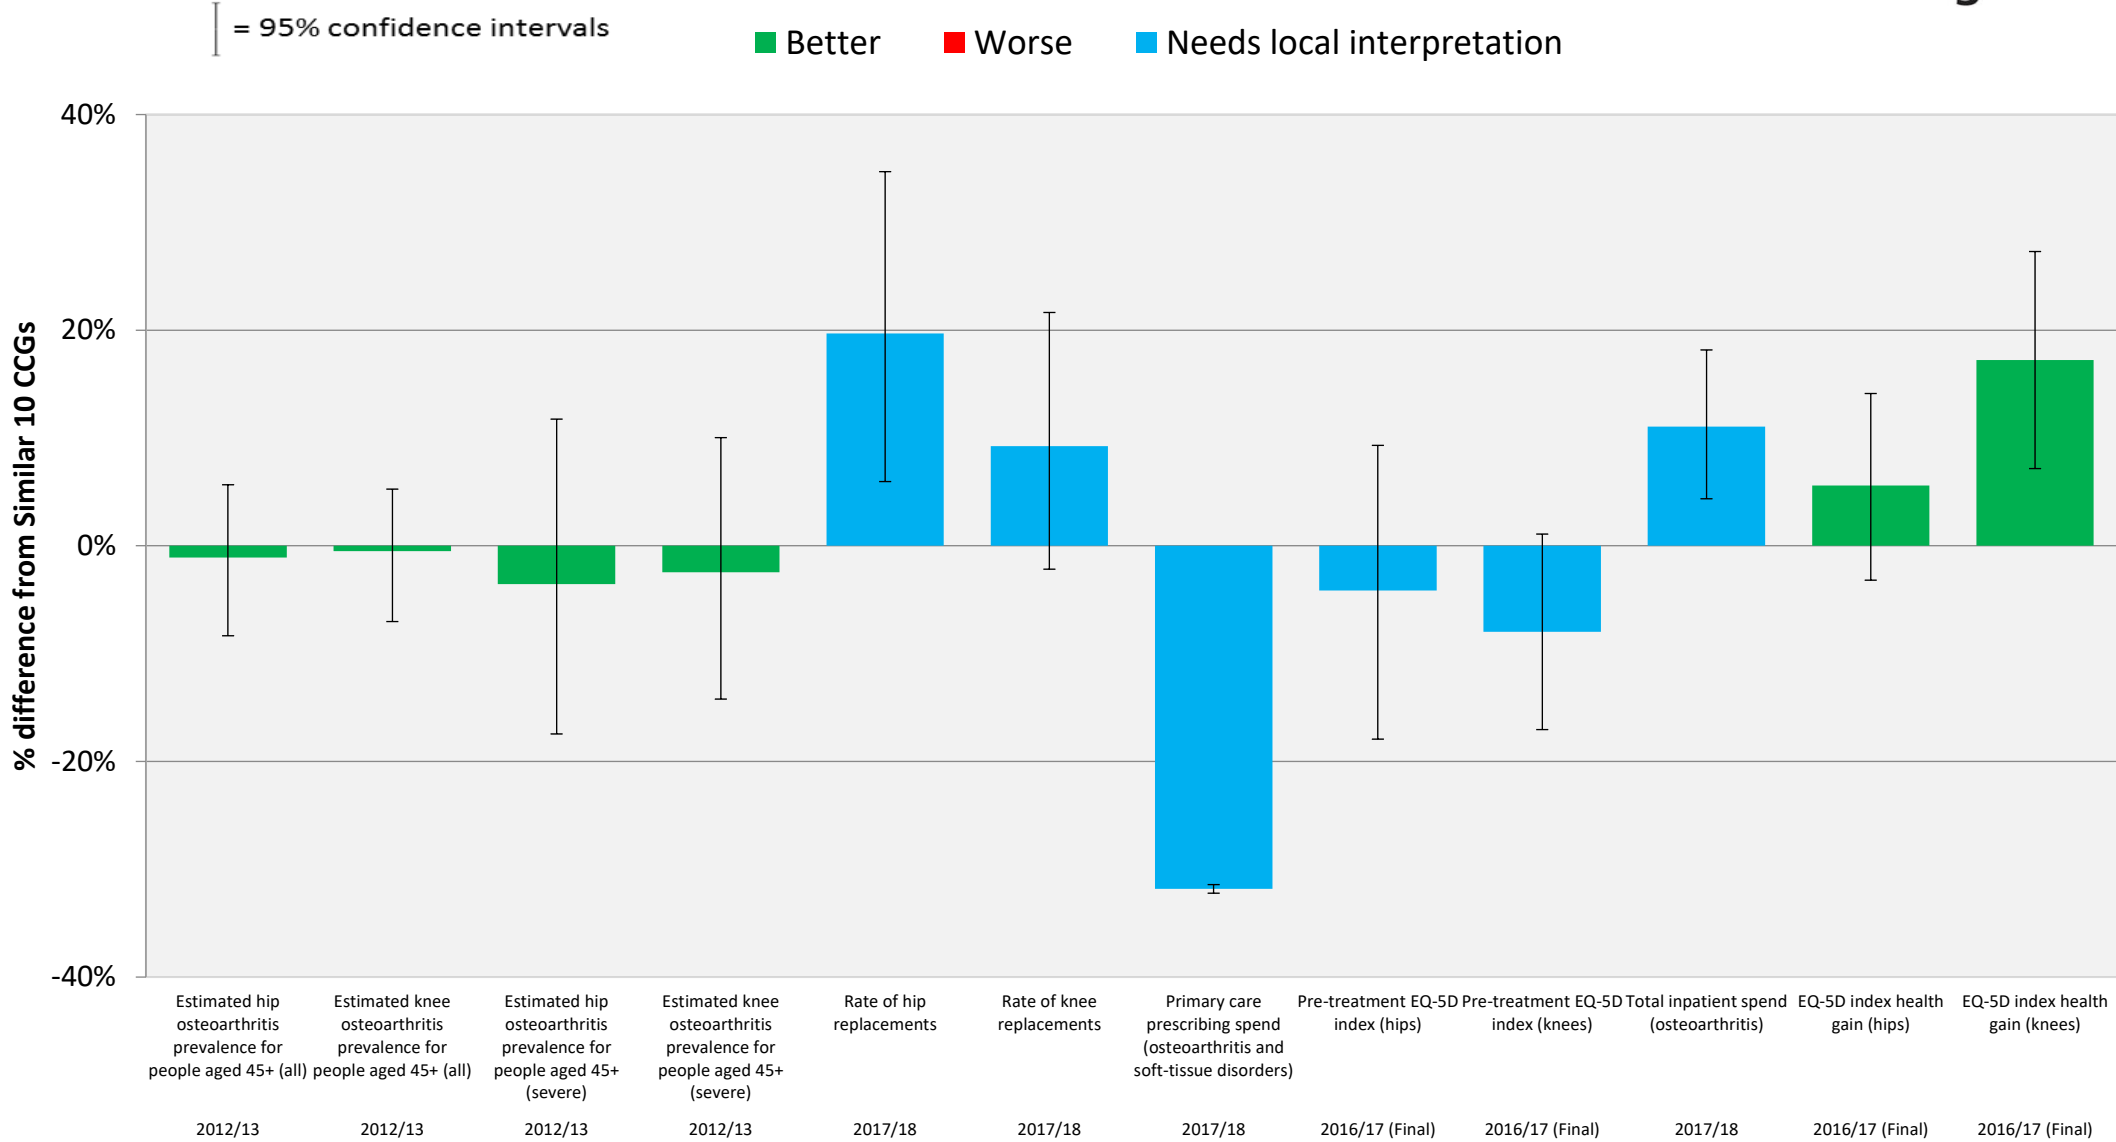 = 95% confidence intervals
Better
Worse
Needs local interpretation
% difference from Similar 10 CCGs
40%
20%
0%
-20%
-40%
Estimated hip
osteoarthritis
prevalence for
people aged 45+ (all)
2012/13
Estimated knee
osteoarthritis
prevalence for
people aged 45+ (all)
2012/13
Estimated hip
osteoarthritis
prevalence for
people aged 45+
(severe)
2012/13
Estimated knee
osteoarthritis
prevalence for
people aged 45+
(severe)
2012/13
Rate of hip
replacements
2017/18
Rate of knee
replacements
2017/18
Primary care
prescribing spend
(osteoarthritis and
soft-tissue disorders)
2017/18
Pre-treatment EQ-5D
index (hips)
2016/17 (Final)
Pre-treatment EQ-5D
index (knees)
2016/17 (Final)
Total inpatient spend
(osteoarthritis)
2017/18
EQ-5D index health
gain (hips)
2016/17 (Final)
EQ-5D index health
gain (knees)
2016/17 (Final)